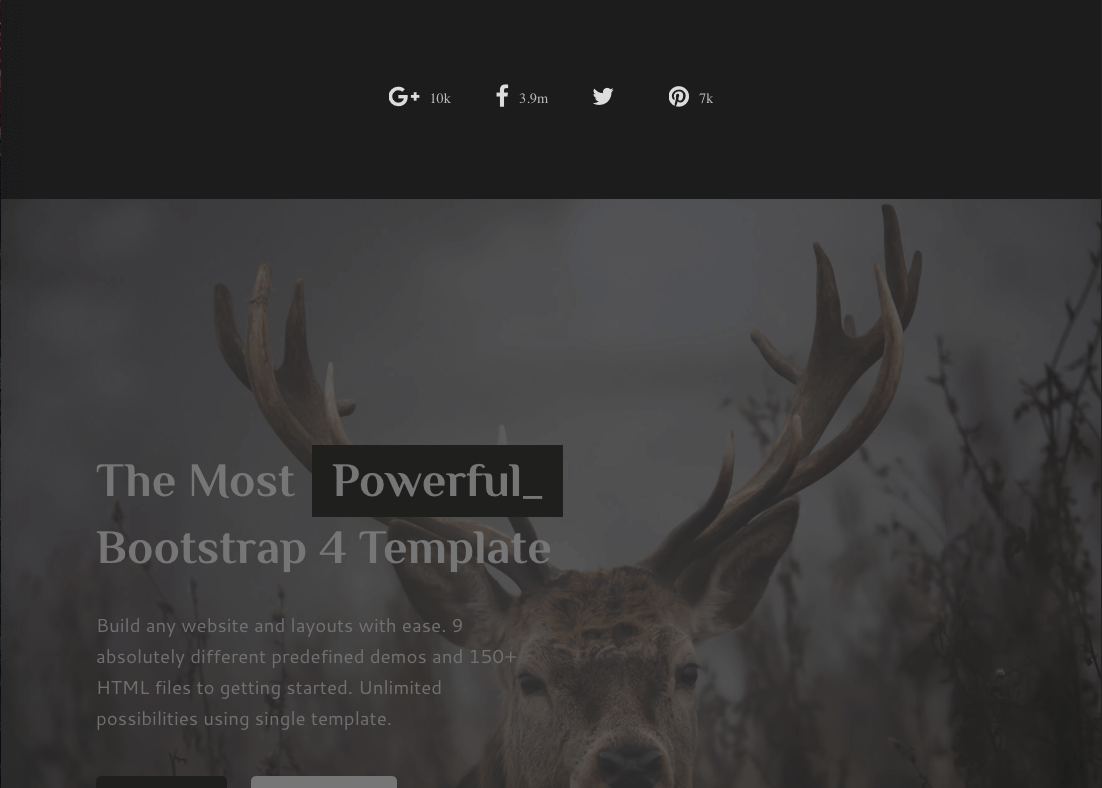 10k 3.9m 7k
The Most Powerful_
Bootstrap 4 Template
Build any website and layouts with ease. 9
absolutely different predefined demos and 150+
HTML files to getting started. Unlimited
possibilities using single template.